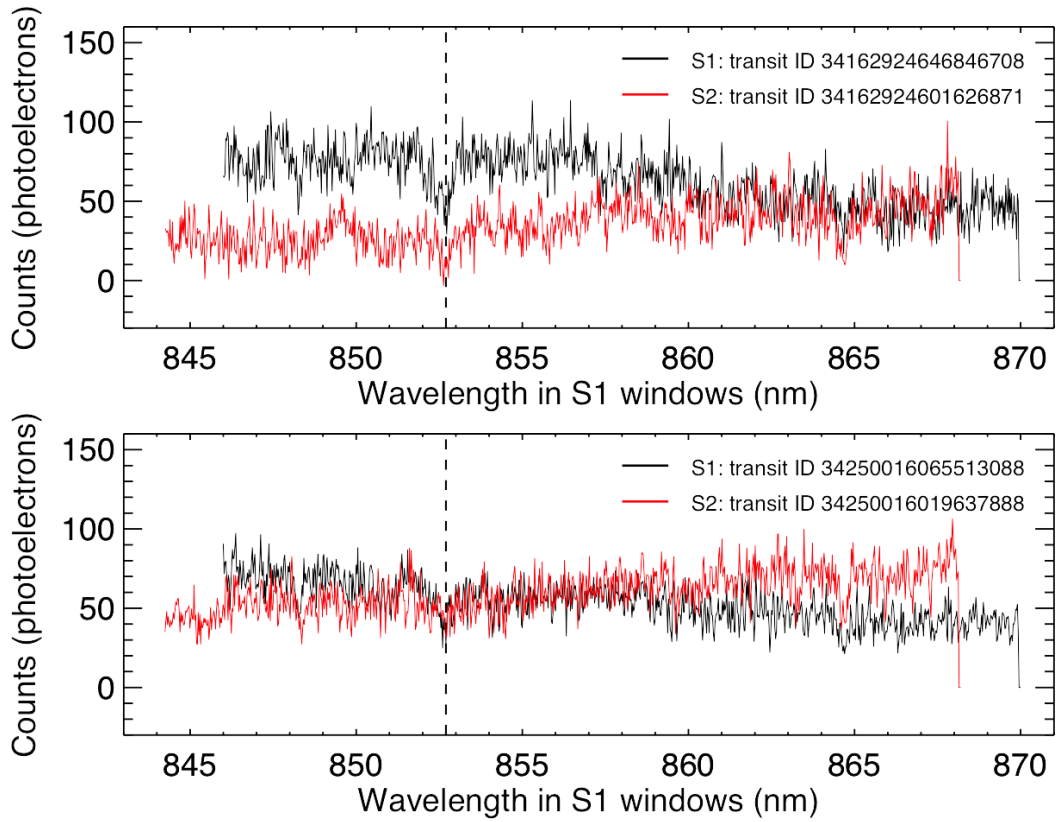 150
100
50
0
Counts (photoelectrons)
S1: transit ID 34162924646846708
S2: transit ID 34162924601626871
845 850 855 860 865 870
Wavelength in S1 windows (nm)
150
100
50
0
Counts (photoelectrons)
S1: transit ID 34250016065513088
S2: transit ID 34250016019637888
845 850 855 860 865 870
Wavelength in S1 windows (nm)